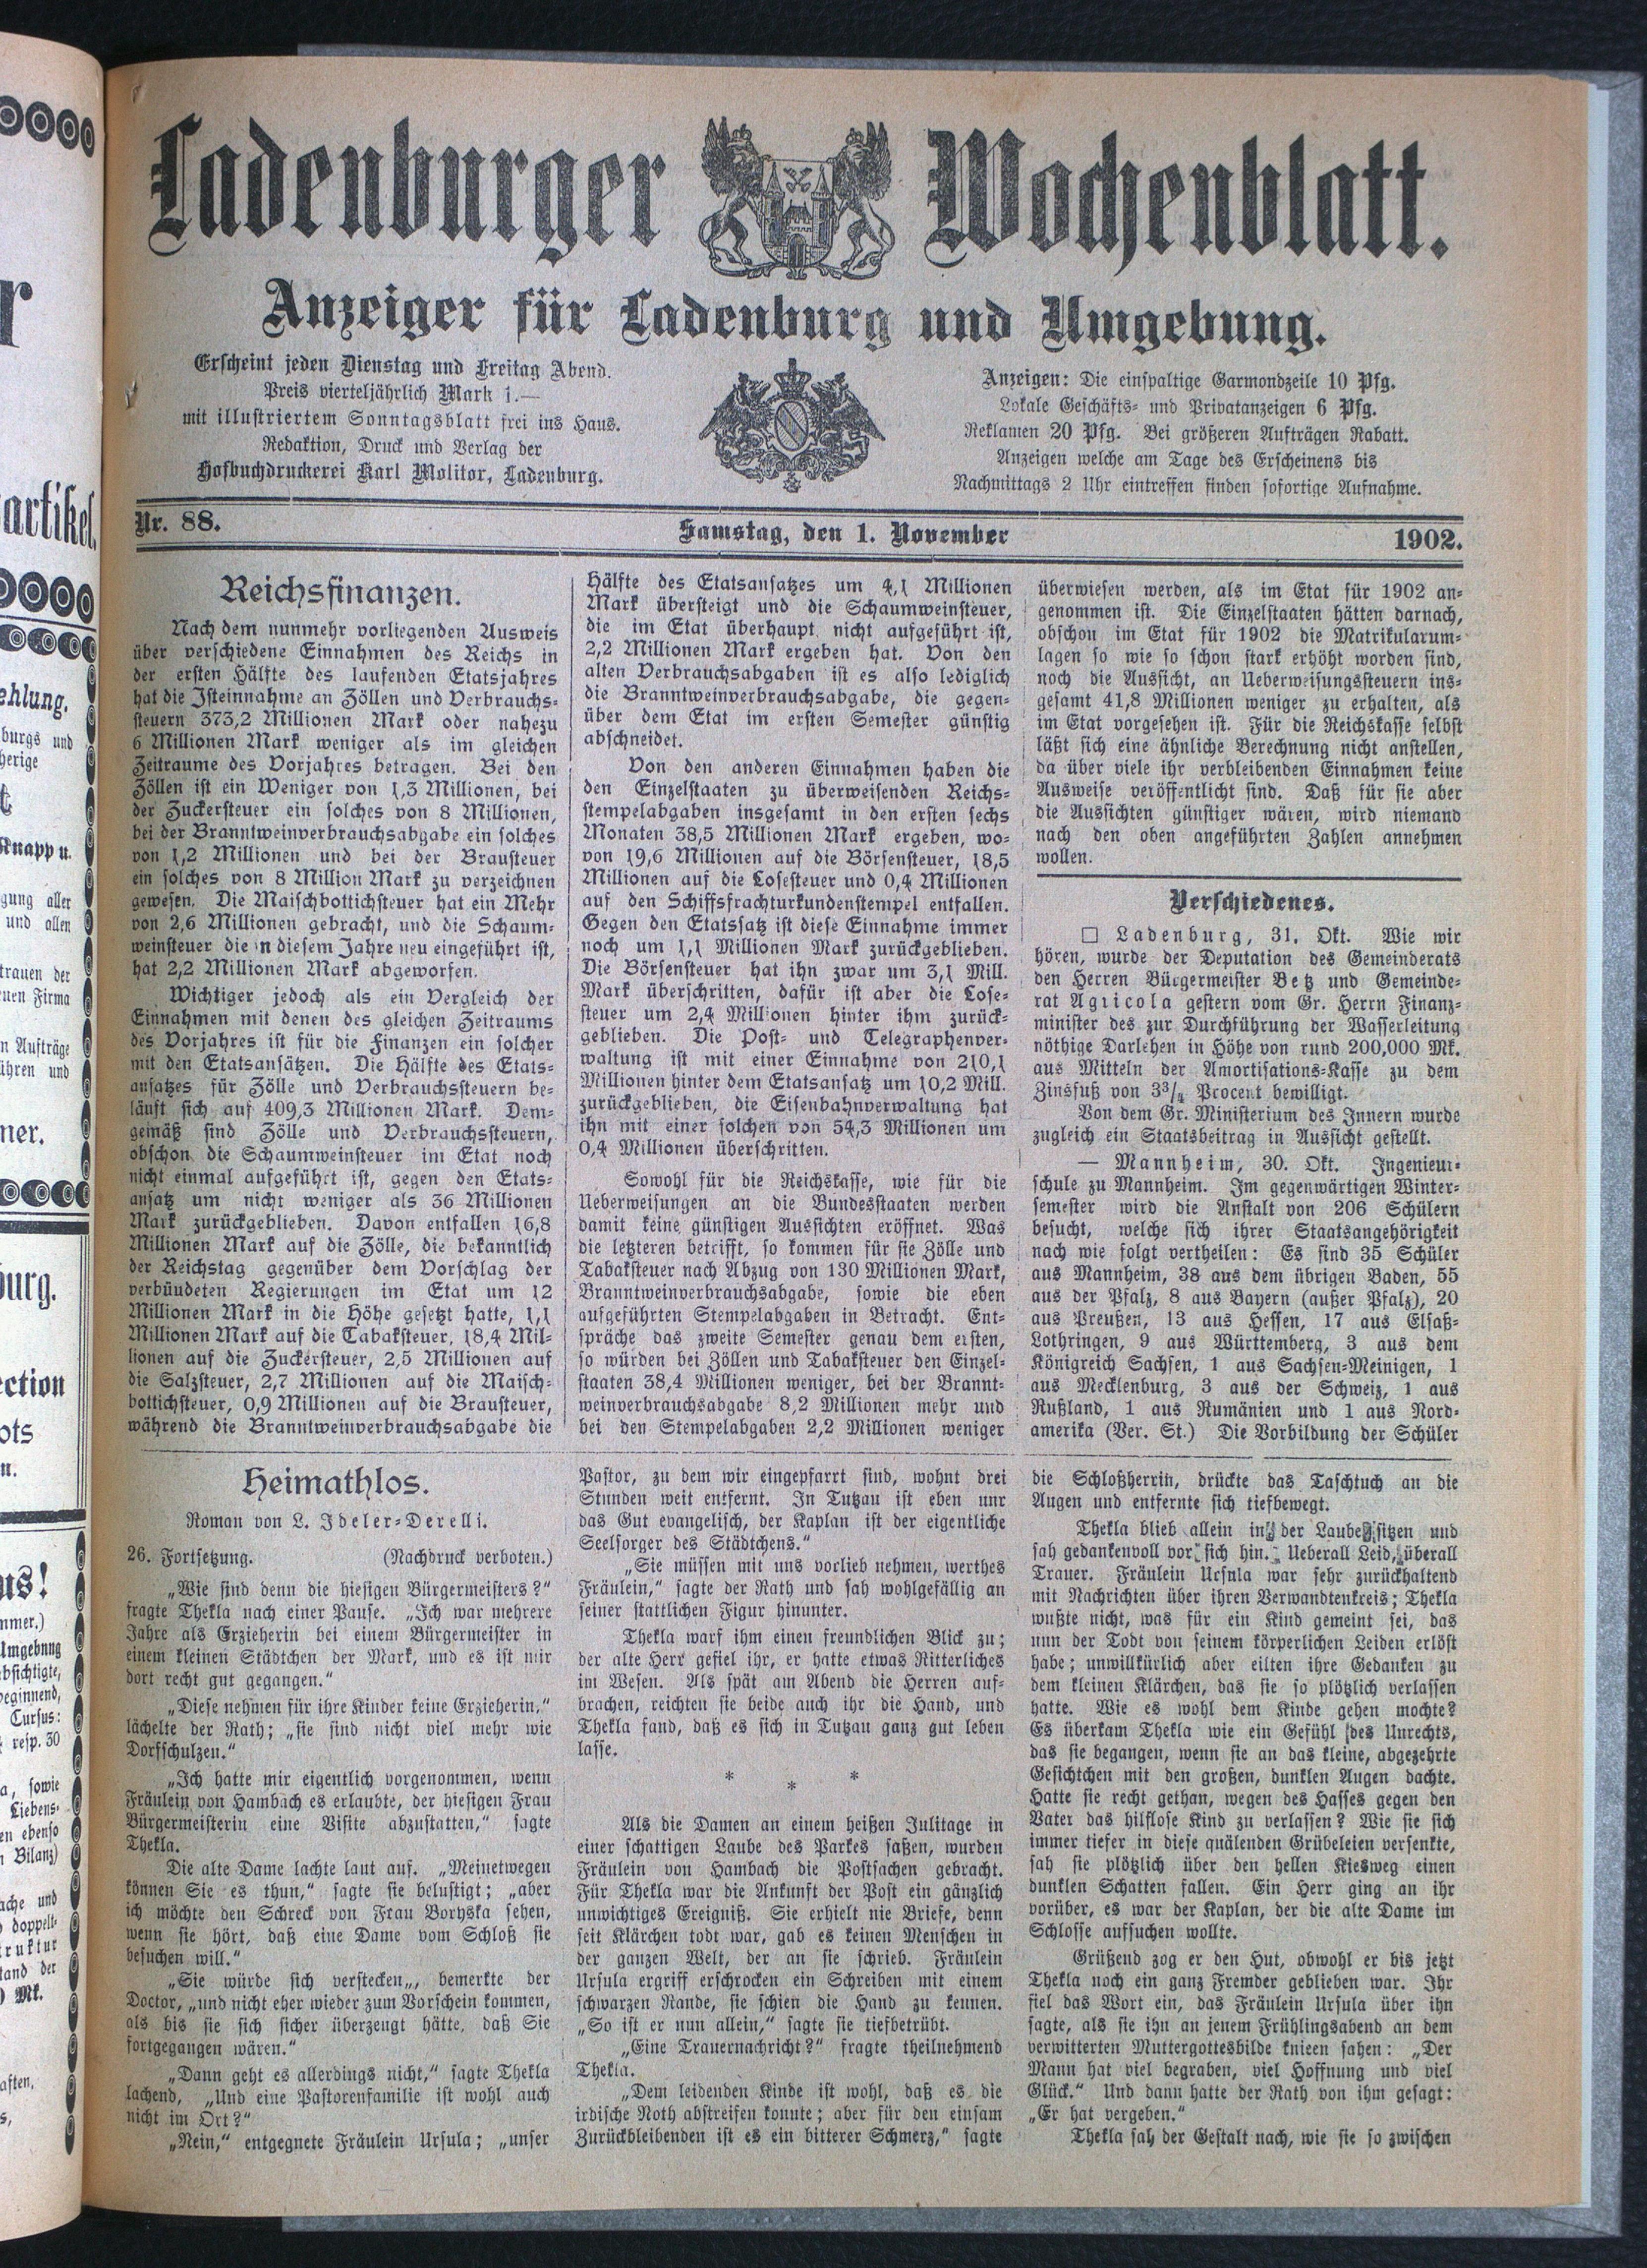 Ladenburger Wochenblatt.
Anzeiger für Ladenburg und Umgebung.
Erscheint jeden Dienstag und Freitag Abend.
Preis vierteljährlich Mark 1.—
mit illustriertem Sonntagsblatt frei ins Haus.
Redaktion, Druck und Verlag der
Hofbuchdruckerei Karl Molitor, Ladenburg.
Anzeigen: Die einspaltige Garmondzeile 10 Pfg.
Lokale Geschäfts- und Privatanzeigen 6 Pfg.
Reklamen 20 Pfg. Bei größeren Aufträgen Rabatt.
Anzeigen welche am Tage des Erscheinens bis
Nachmittags 2 Uhr eintreffen finden sofortige Aufnahme.
Nr. 88.
Samstag, den 1. November
1902.
Reichsfinanzen.
Nach dem nunmehr vorliegenden Ausweis
über verschiedene Einnahmen des Reichs in
der ersten Hälfte des laufenden Etatsjahres
hat die Isteinnahme an Zöllen und Verbrauchs-
steuern 373,2 Millionen Mark oder nahezu
6 Millionen Mark weniger als im gleichen
Zeitraume des Vorjahres betragen. Bei den
Zöllen ist ein Weniger von 1,3 Millionen, bei
der Zuckersteuer ein solches von 8 Millionen,
bei der Branntweinverbrauchsabgabe ein solches
von 1,2 Millionen und bei der Brausteuer
ein solches von 8 Million Mark zu verzeichnen
gewesen. Die Maischbottichsteuer hat ein Mehr
von 2,6 Millionen gebracht, und die Schaum-
weinsteuer die in diesem Jahre neu eingeführt ist,
hat 2,2 Millionen Mark abgeworfen.
Wichtiger jedoch als ein Vergleich der
Einnahmen mit denen des gleichen Zeitraums
des Vorjahres ist für die Finanzen ein solcher
mit den Etatsansätzen. Die Hälfte des Etats-
ansatzes für Zölle und Verbrauchssteuern be-
läuft sich auf 409,3 Millionen Mark. Dem-
gemäß sind Zölle und Verbrauchssteuern,
obschon die Schaumweinsteuer im Etat noch
nicht einmal aufgeführt ist, gegen den Etats-
ansatz um nicht weniger als 36 Millionen
Mark zurückgeblieben. Davon entfallen 16,8
Millionen Mark auf die Zölle, die bekanntlich
der Reichstag gegenüber dem Vorschlag der
verbündeten Regierungen im Etat um 12
Millionen Mark in die Höhe gesetzt hatte, 1,1
Millionen Mark auf die Tabaksteuer, 18,4 Mil-
lionen auf die Zuckersteuer, 2,5 Millionen auf
die Salzsteuer, 2,7 Millionen auf die Maisch-
bottichsteuer, 0,9 Millionen auf die Brausteuer,
während die Branntweinverbrauchsabgabe die
Hälfte des Etatsansatzes um 4,1 Millionen
Mark übersteigt und die Schaumweinsteuer,
die im Etat überhaupt nicht aufgeführt ist,
2,2 Millionen Mark ergeben hat. Von den
alten Verbrauchsabgaben ist es also lediglich
die Branntweinverbrauchsabgabe, die gegen-
über dem Etat im ersten Semester günstig
abschneidet.
Von den anderen Einnahmen haben die
den Einzelstaaten zu überweisenden Reichs-
stempelabgaben insgesamt in den ersten sechs
Monaten 38,5 Millionen Mark ergeben, wo-
von 19,6 Millionen auf die Börsensteuer, 18,5
Millionen auf die Losesteuer und 0,4 Millionen
auf den Schiffsfrachturkundenstempel entfallen.
Gegen den Etatssatz ist diese Einnahme immer
noch um 1,1 Millionen Mark zurückgeblieben.
Die Börsensteuer hat ihn zwar um 3,1 Mill.
Mark überschritten, dafür ist aber die Lose-
steuer um 2,4 Millionen hinter ihm zurück-
geblieben. Die Post- und Telegraphenver-
waltung ist mit einer Einnahme von 210,1
Millionen hinter dem Etatsansatz um 10,2 Mill.
zurückgeblieben, die Eisenbahnverwaltung hat
ihn mit einer solchen von 54,3 Millionen um
0,4 Millionen überschritten.
Sowohl für die Reichskasse, wie für die
Ueberweisungen an die Bundesstaaten werden
damit keine günstigen Aussichten eröffnet. Was
die letzteren betrifft, so kommen für sie Zölle und
Tabaksteuer nach Abzug von 130 Millionen Mark,
Branntweinverbrauchsabgabe, sowie die eben
aufgeführten Stempelabgaben in Betracht. Ent-
spräche das zweite Semester genau dem ersten,
so würden bei Zöllen und Tabaksteuer den Einzel-
staaten 38,4 Millionen weniger, bei der Brannt-
weinverbrauchsabgabe 8,2 Millionen mehr und
bei den Stempelabgaben 2,2 Millionen weniger
überwiesen werden, als im Etat für 1902 an-
genommen ist. Die Einzelstaaten hätten darnach,
obschon im Etat für 1902 die Matrikularum-
lagen so wie so schon stark erhöht worden sind,
noch die Aussicht, an Ueberweisungssteuern ins-
gesamt 41,8 Millionen weniger zu erhalten, als
im Etat vorgesehen ist. Für die Reichskasse selbst
läßt sich eine ähnliche Berechnung nicht anstellen,
da über viele ihr verbleibenden Einnahmen keine
Ausweise veröffentlicht sind. Daß für sie aber
die Aussichten günstiger wären, wird niemand
nach den oben angeführten Zahlen annehmen
wollen.
Verschiedenes.
□ Ladenburg, 31. Okt. Wie wir
hören, wurde der Deputation des Gemeinderats
den Herren Bürgermeister Betz und Gemeinde-
rat Agricola gestern vom Gr. Herrn Finanz-
minister des zur Durchführung der Wasserleitung
nöthige Darlehen in Höhe von rund 200,000 Mk.
aus Mitteln der Amortisations-Kasse zu dem
Zinsfuß von 3 3/4 Procent bewilligt.
Von dem Gr. Ministerium des Innern wurde
zugleich ein Staatsbeitrag in Aussicht gestellt.
— Mannheim, 30. Okt. Ingenieur-
schule zu Mannheim. Im gegenwärtigen Winter-
semester wird die Anstalt von 206 Schülern
besucht, welche sich ihrer Staatsangehörigkeit
nach wie folgt vertheilen: Es sind 35 Schüler
aus Mannheim, 38 aus dem übrigen Baden, 55
aus der Pfalz, 8 aus Bayern (außer Pfalz), 20
aus Preußen, 13 aus Hessen, 17 aus Elsaß-
Lothringen, 9 aus Württemberg, 3 aus dem
Königreich Sachsen, 1 aus Sachsen-Meinigen, 1
aus Mecklenburg, 3 aus der Schweiz, 1 aus
Rußland, 1 aus Rumänien und 1 aus Nord-
amerika (Ver. St.) Die Vorbildung der Schüler
Heimathlos.
Roman von L. Ideler-Derelli.
26. Fortsetzung. (Nachdruck verboten.)
„Wie sind denn die hiesigen Bürgermeisters?“
fragte Thekla nach einer Pause. „Ich war mehrere
Jahre als Erzieherin bei einem Bürgermeister in
einem kleinen Städtchen der Mark, und es ist mir
dort recht gut gegangen.“
„Diese nehmen für ihre Kinder keine Erzieherin,“
lächelte der Rath; „sie sind nicht viel mehr wie
Dorfschulzen.“
„Ich hatte mir eigentlich vorgenommen, wenn
Fräulein von Hambach es erlaubte, der hiesigen Frau
Bürgermeisterin eine Visite abzustatten,“ sagte
Thekla.
Die alte Dame lachte laut auf. „Meinetwegen
können Sie es thun,“ sagte sie belustigt; „aber
ich möchte den Schreck von Frau Boryska sehen,
wenn sie hört, daß eine Dame vom Schloß sie
besuchen will.“
„Sie würde sich verstecken„, bemerkte der
Doctor, „und nicht eher wieder zum Vorschein kommen,
als bis sie sich sicher überzeugt hätte, daß Sie
fortgegangen wären.“
„Dann geht es allerdings nicht,“ sagte Thekla
lachend, „Und eine Pastorenfamilie ist wohl auch
nicht im Ort?“
„Nein,“ entgegnete Fräulein Ursula; „unser
Pastor, zu dem wir eingepfarrt sind, wohnt drei
Stunden weit entfernt. In Tutzau ist eben nur
das Gut evangelisch, der Kaplan ist der eigentliche
Seelsorger des Städtchens.“
„Sie müssen mit uns vorlieb nehmen, werthes
Fräulein,“ sagte der Rath und sah wohlgefällig an
seiner stattlichen Figur hinunter.
Thekla warf ihm einen freundlichen Blick zu;
der alte Herr gefiel ihr, er hatte etwas Ritterliches
im Wesen. Als spät am Abend die Herren auf-
brachen, reichten sie beide auch ihr die Hand, und
Thekla fand, daß es sich in Tutzau ganz gut leben
lasse.
* * *
Als die Damen an einem heißen Julitage in
einer schattigen Laube des Parkes saßen, wurden
Fräulein von Hambach die Postsachen gebracht.
Für Thekla war die Ankunft der Post ein gänzlich
unwichtiges Ereigniß. Sie erhielt nie Briefe, denn
seit Klärchen todt war, gab es keinen Menschen in
der ganzen Welt, der an sie schrieb. Fräulein
Ursula ergriff erschrocken ein Schreiben mit einem
schwarzen Rande, sie schien die Hand zu kennen.
„So ist er nun allein,“ sagte sie tiefbetrübt.
„Eine Trauernachricht?“ fragte theilnehmend
Thekla.
„Dem leidenden Kinde ist wohl, daß es die
irdische Noth abstreifen konnte; aber für den einsam
Zurückbleibenden ist es ein bitterer Schmerz,“ sagte
die Schloßherrin, drückte das Taschtuch an die
Augen und entfernte sich tiefbewegt.
Thekla blieb allein in der Laube sitzen und
sah gedankenvoll vor sich hin. Ueberall Leid, überall
Trauer. Fräulein Ursula war sehr zurückhaltend
mit Nachrichten über ihren Verwandtenkreis; Thekla
wußte nicht, was für ein Kind gemeint sei, das
nun der Todt von seinem körperlichen Leiden erlöst
habe; unwillkürlich aber eilten ihre Gedanken zu
dem kleinen Klärchen, das sie so plötzlich verlassen
hatte. Wie es wohl dem Kinde gehen mochte?
Es überkam Thekla wie ein Gefühl des Unrechts,
das sie begangen, wenn sie an das kleine, abgezehrte
Gesichtchen mit den großen, dunklen Augen dachte.
Hatte sie recht gethan, wegen des Hasses gegen den
Vater das hilflose Kind zu verlassen? Wie sie sich
immer tiefer in diese quälenden Grübeleien versenkte,
sah sie plötzlich über den hellen Kiesweg einen
dunklen Schatten fallen. Ein Herr ging an ihr
vorüber, es war der Kaplan, der die alte Dame im
Schlosse aufsuchen wollte.
Grüßend zog er den Hut, obwohl er bis jetzt
Thekla noch ein ganz Fremder geblieben war. Ihr
fiel das Wort ein, das Fräulein Ursula über ihn
sagte, als sie ihn an jenem Frühlingsabend an dem
verwitterten Muttergottesbilde knieen sahen: „Der
Mann hat viel begraben, viel Hoffnung und viel
Glück.“ Und dann hatte der Rath von ihm gesagt:
„Er hat vergeben.“
Thekla sah der Gestalt nach, wie sie so zwischen